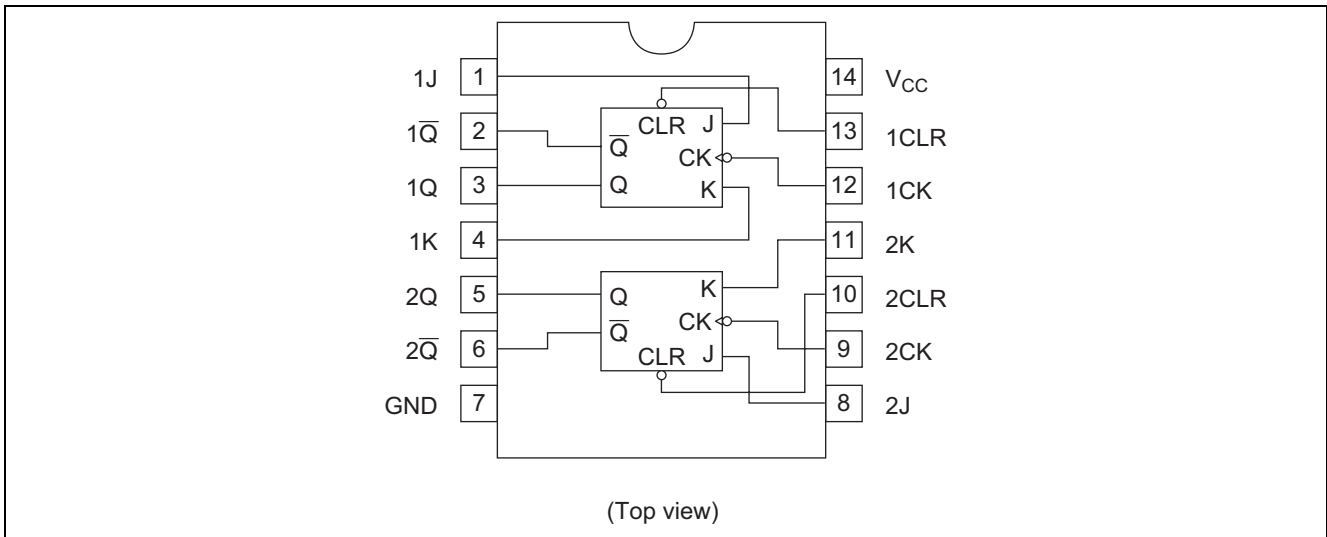 1J 1 14 VCC
CLR J
1Q̅ 2 Q̅ 13 1CLR
CK
1Q 3 Q K 12 1CK
1K 4 11 2K
2Q 5 Q K 10 2CLR
Q̅ CK
2Q̅ 6 CLR J 9 2CK
GND 7 8 2J
(Top view)